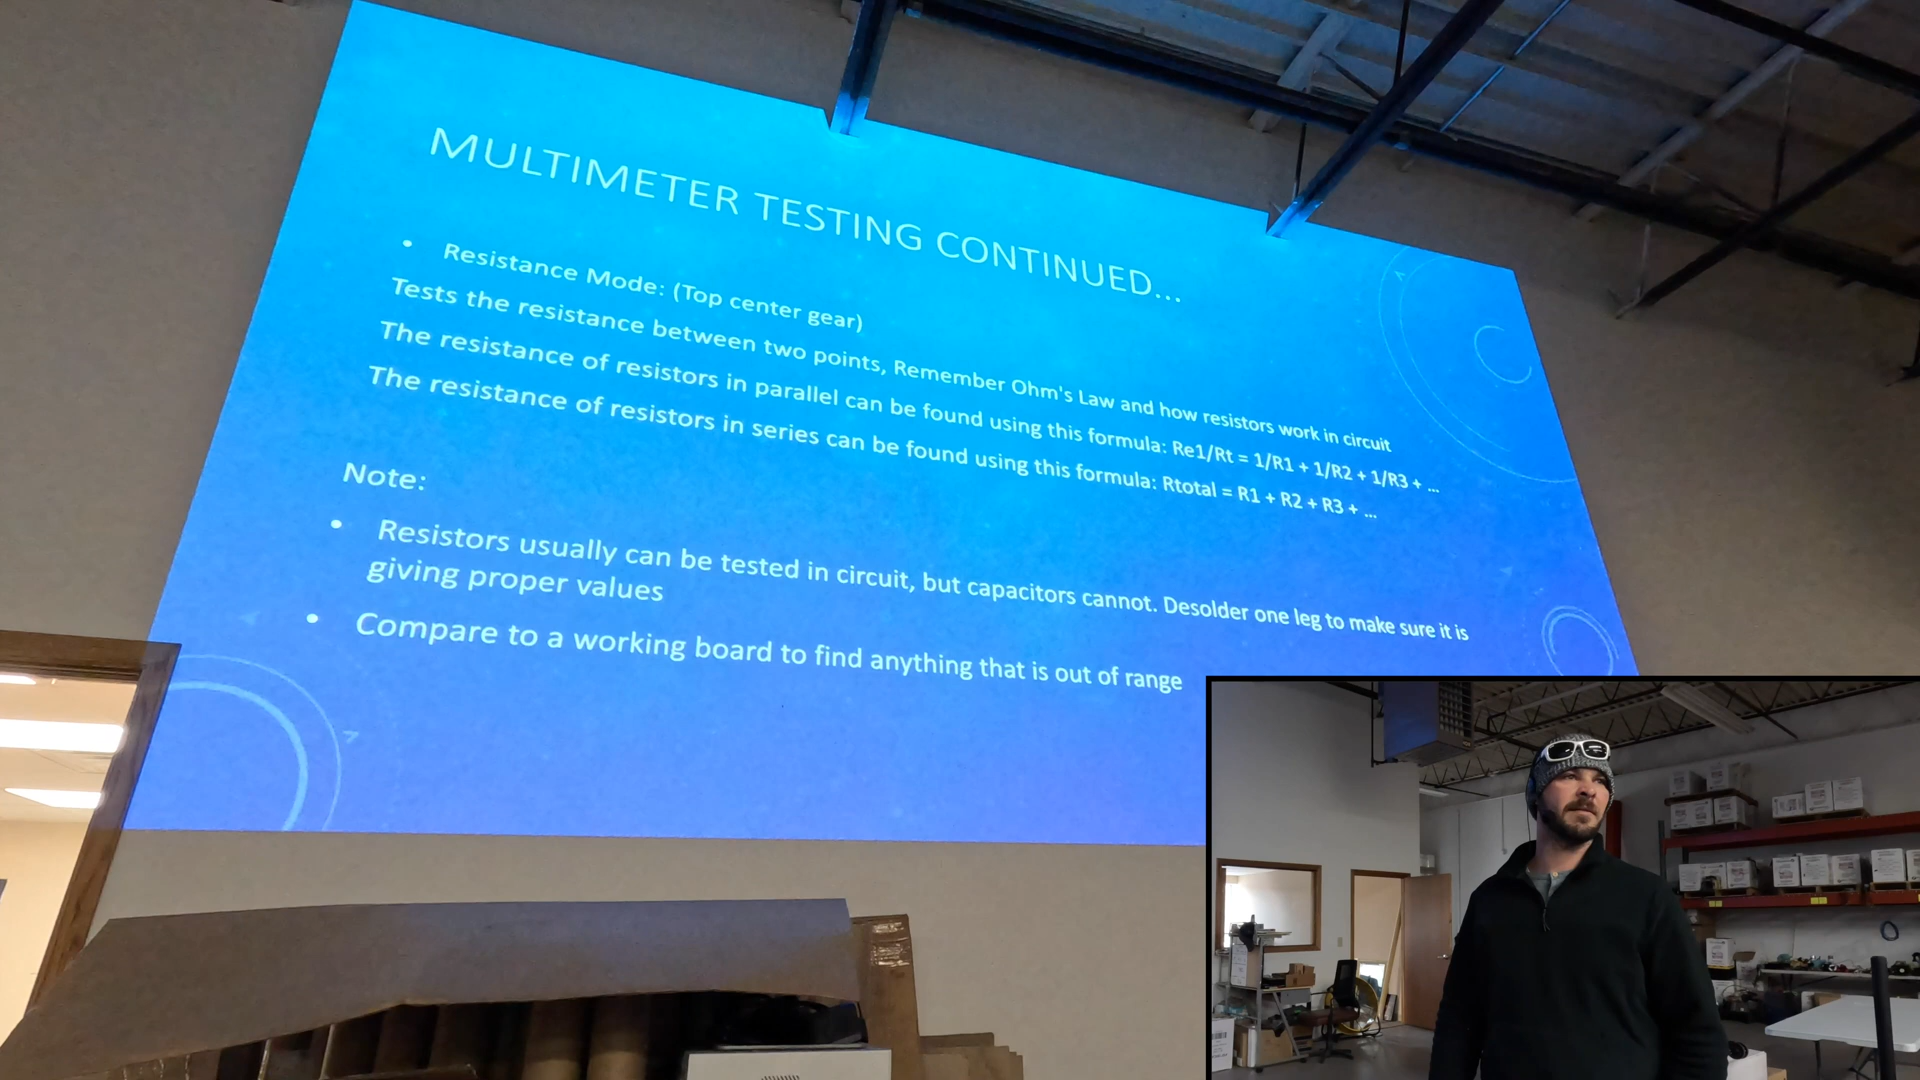 MULTIMETER TESTING CONTINUED...
• Resistance Mode: (Top center gear)
Tests the resistance between two points, Remember Ohm's Law and how resistors work in circuit
The resistance of resistors in parallel can be found using this formula: Re1/Rt = 1/R1 + 1/R2 + 1/R3 + ...
The resistance of resistors in series can be found using this formula: Rtotal = R1 + R2 + R3 + ...
Note:
• Resistors usually can be tested in circuit, but capacitors cannot. Desolder one leg to make sure it is
giving proper values
• Compare to a working board to find anything that is out of range